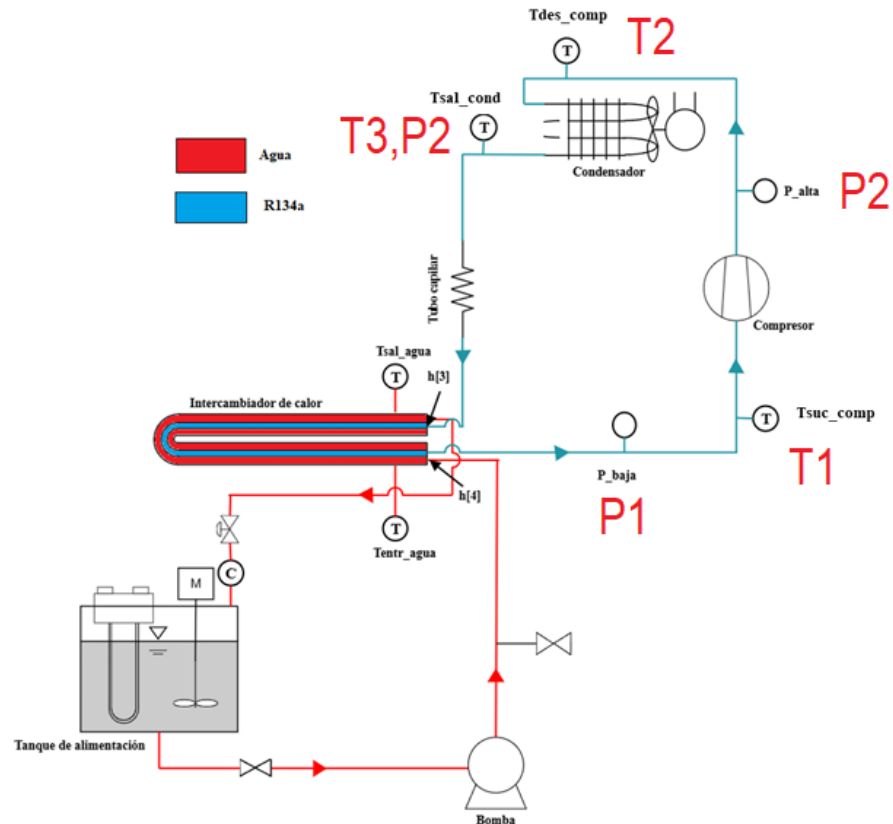 Tdes_comp
T2
T
Tsal_cond
T
T3,P2
Condensador
Agua
R134a
P_alta
P2
Tubo capilar
Compresor
Tsal_agua
T
h[3]
Intercambiador de calor
T
Tsuc_comp
T1
P_baja
P1
h[4]
T
Tentr_agua
C
M
Tanque de alimentación
Bomba